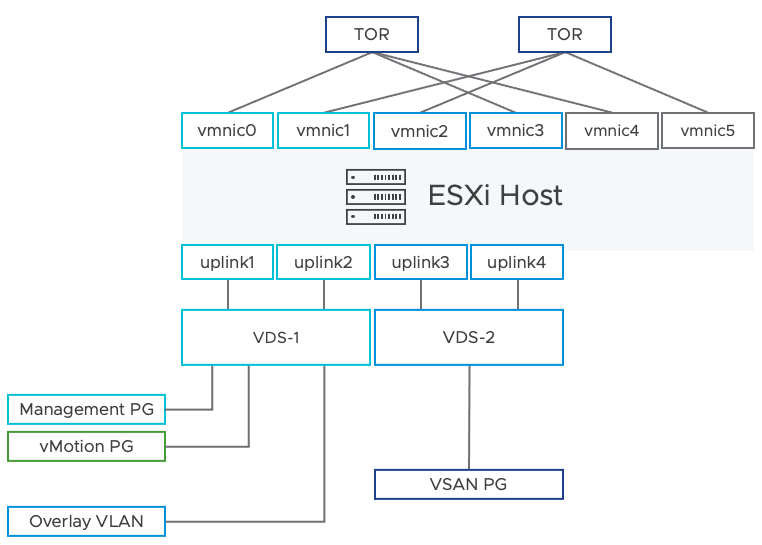 TOR
TOR
vmnic0
vmnic1
vmnic2
vmnic3
vmnic4
vmnic5
ESXi Host
uplink1
uplink2
uplink3
uplink4
VDS-1
VDS-2
Management PG
vMotion PG
VSAN PG
Overlay VLAN